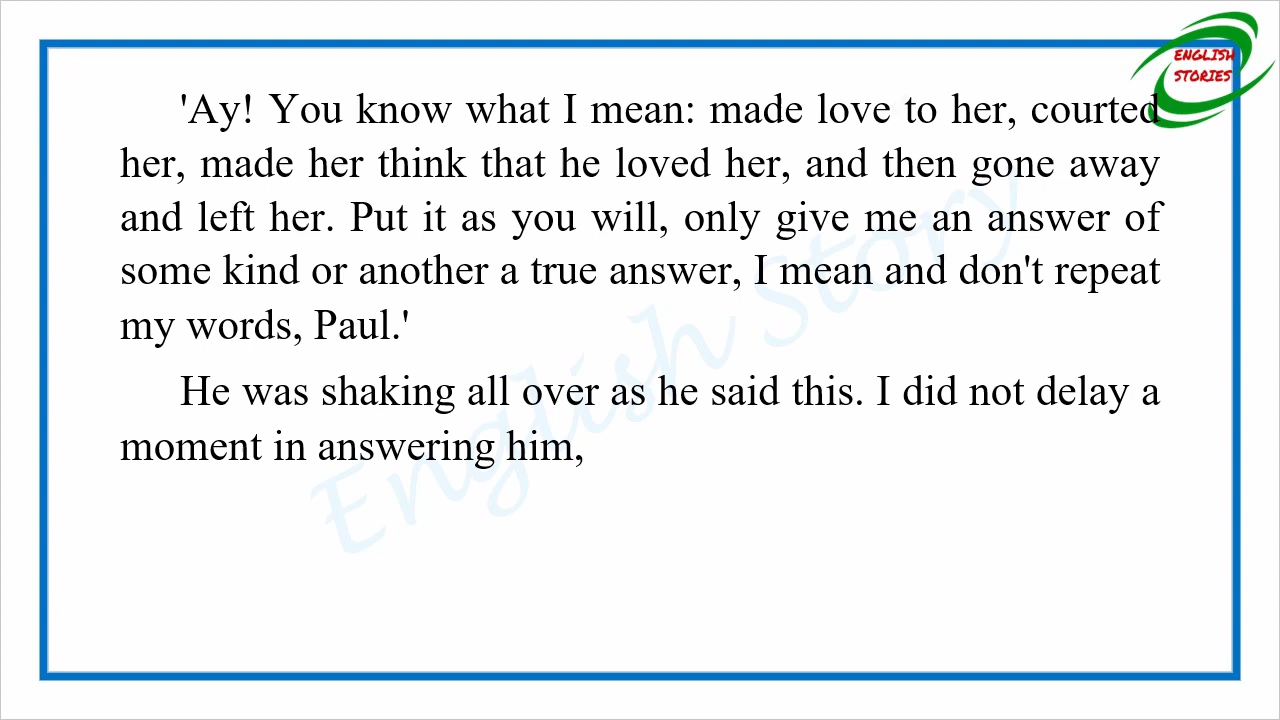 ENGLISH
STORIES
'Ay! You know what I mean: made love to her, courted
her, made her think that he loved her, and then gone away
and left her. Put it as you will, only give me an answer of
some kind or another a true answer, I mean and don't repeat
my words, Paul.'
He was shaking all over as he said this. I did not delay a
moment in answering him,
English Story